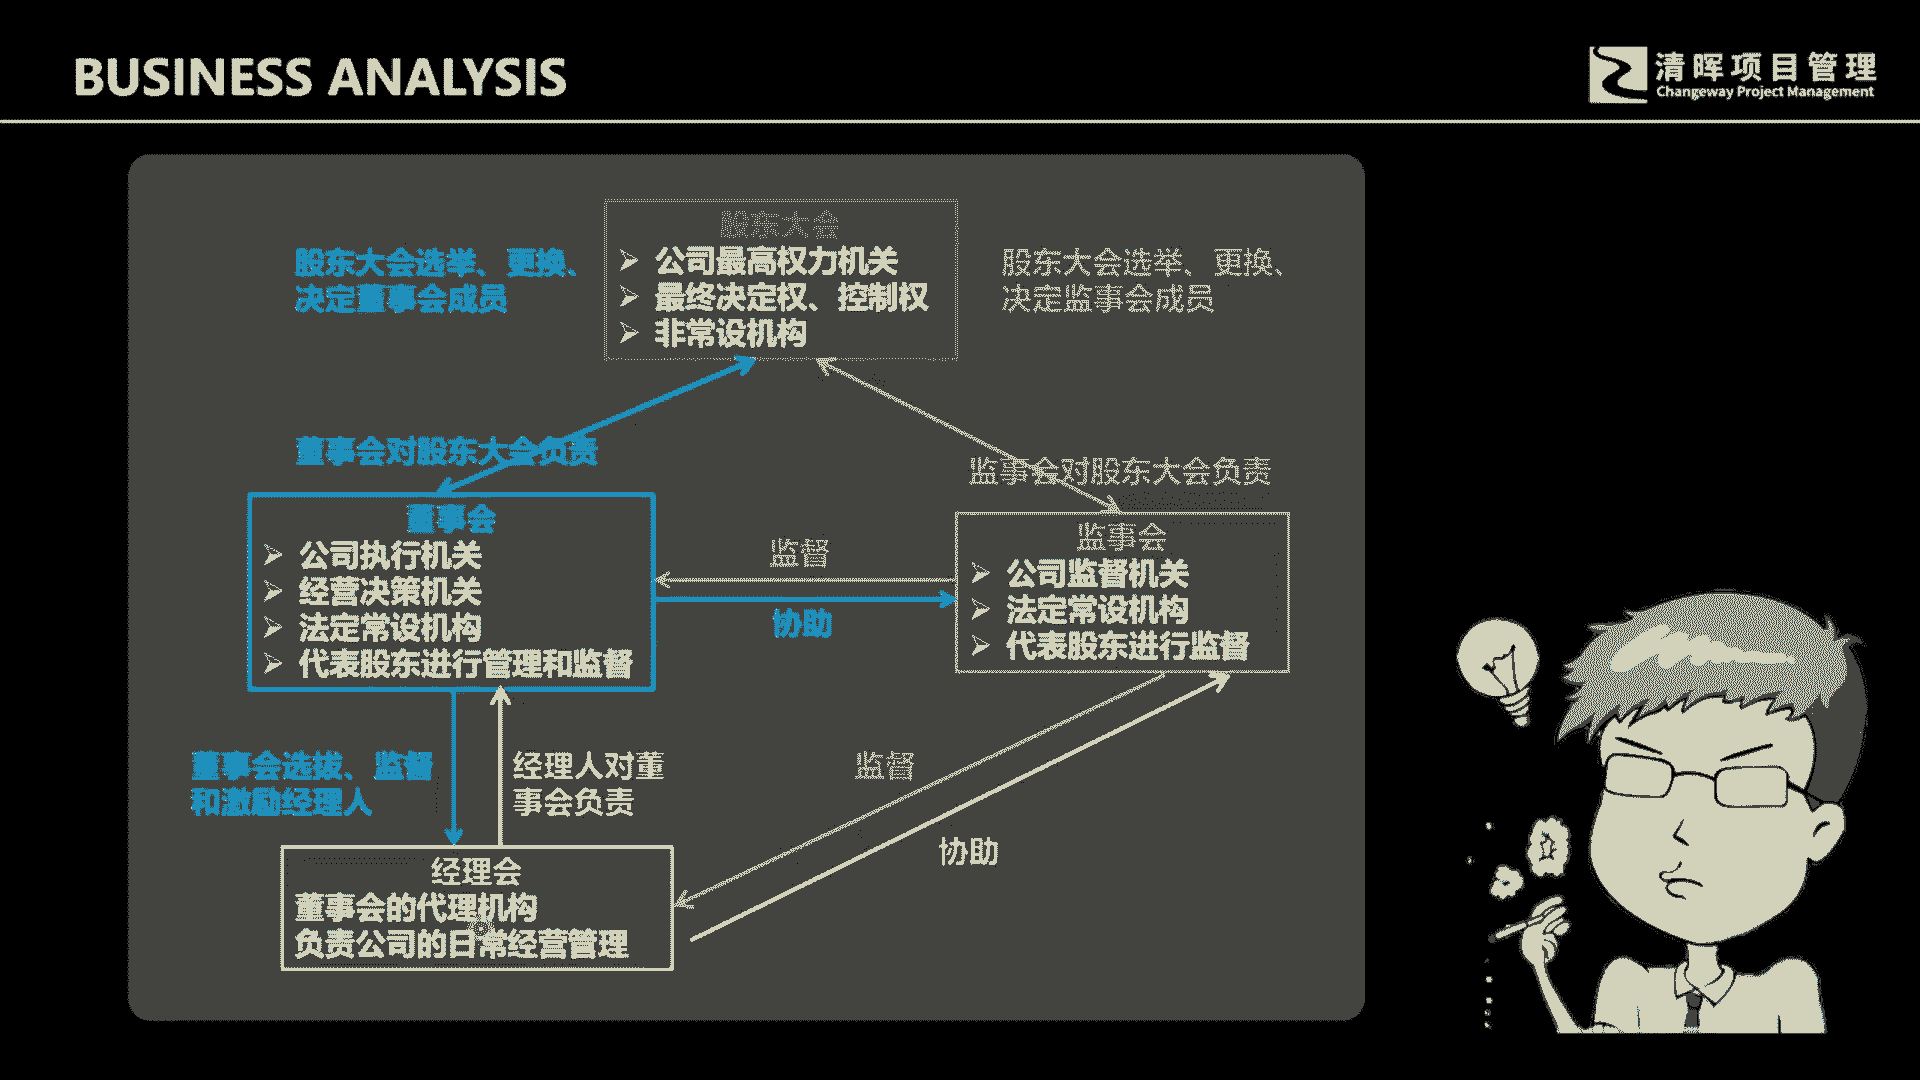 BUSINESS ANALYSIS
清晖项目管理
Changeway Project Management
股东大会
公司最高权力机关
最终决定权、控制权
非常设机构
股东大会选举、更换、
决定董事会成员
股东大会选举、更换、
决定监事会成员
董事会对股东大会负责
监事会对股东大会负责
董事会
公司执行机关
经营决策机关
法定常设机构
代表股东进行管理和监督
监督
协助
监事会
公司监督机关
法定常设机构
代表股东进行监督
董事会选拔、监督
和激励经理人
经理人对董
事会负责
监督
协助
经理会
董事会的代理机构
负责公司的日常经营管理